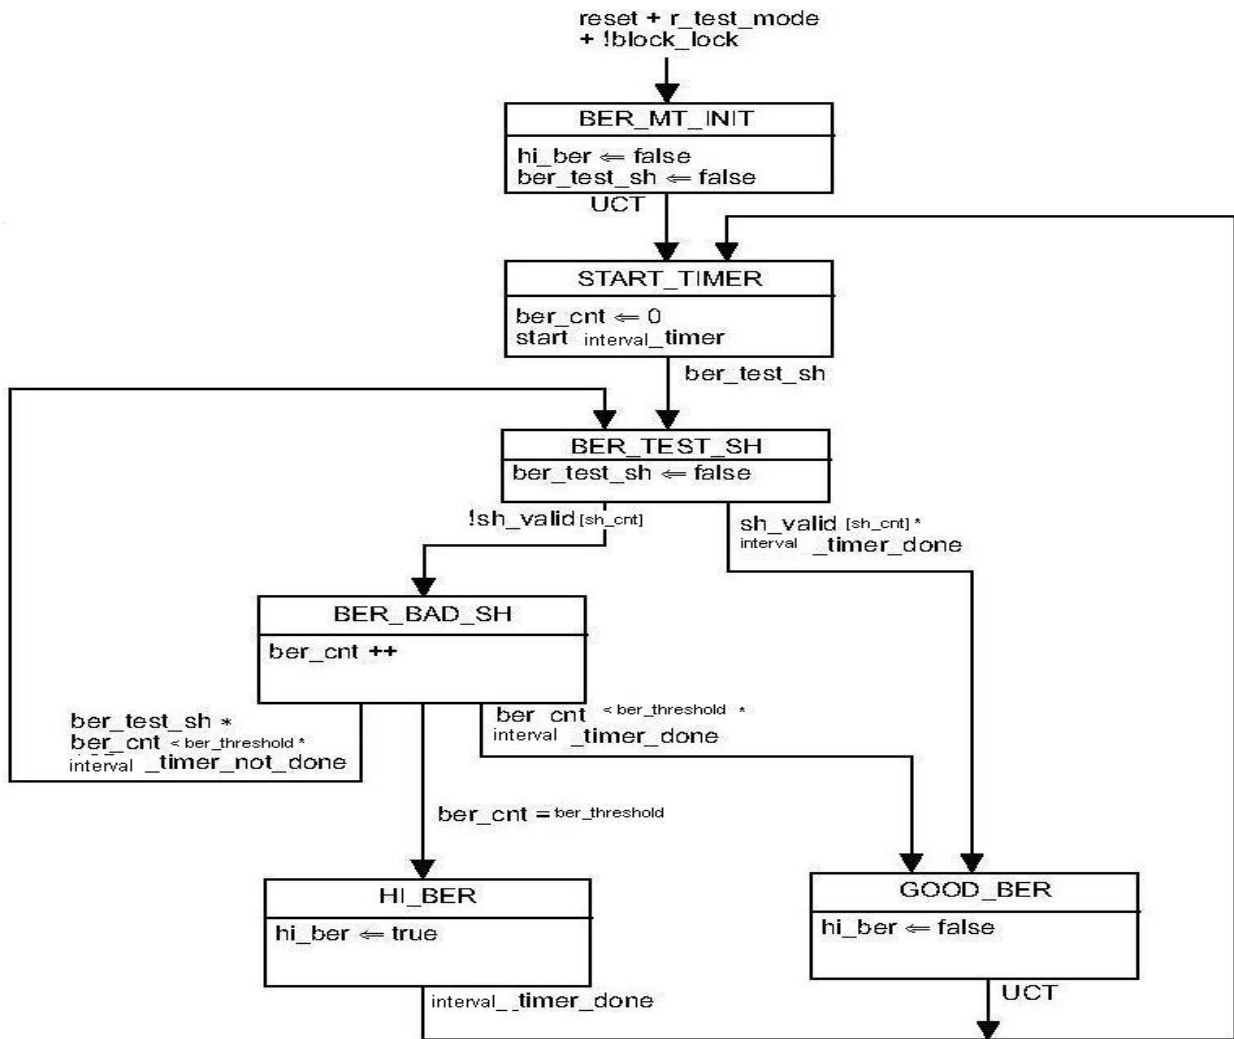 reset + r_test_mode
+ !block_lock
BER_MT_INIT
hi_ber ⇐ false
ber_test_sh ⇐ false
UCT
START_TIMER
ber_cnt ⇐ 0
start interval_timer
ber_test_sh
BER_TEST_SH
ber_test_sh ⇐ false
!sh_valid [sh_cnt]
sh_valid [sh_cnt] *
interval _timer_done
BER_BAD_SH
ber_cnt ++
ber_test_sh *
ber_cnt < ber_threshold *
interval _timer_not_done
ber cnt < ber_threshold *
interval _timer_done
ber_cnt = ber_threshold
HI_BER
hi_ber ⇐ true
interval_ _timer_done
GOOD_BER
hi_ber ⇐ false
UCT